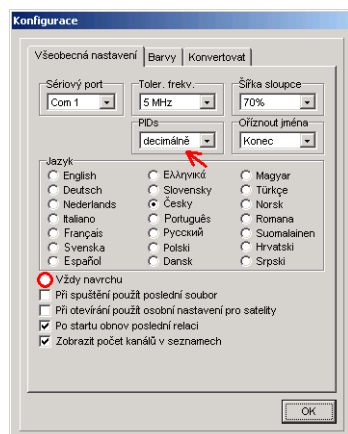 Konfigurace
Všeobecná nastavení Barvy Konvertovat
Sériový port Toler. frekv. Šířka sloupce
Com 1 5 MHz 70%
PIDs Oříznout jména
decimálně Konec
Jazyk
English Ελληνικά Magyar
Deutsch Slovensky Türkçe
Nederlands Česky Norsk
Italiano Português Romana
Français Русский Suomalainen
Svenska Polski Hrvatski
Español Dansk Srpski
Vždy navrchu
Při spuštění použít poslední soubor
Při otevírání použít osobní nastavení pro satelity
Po startu obnov poslední relaci
Zobrazit počet kanálů v seznamech
OK